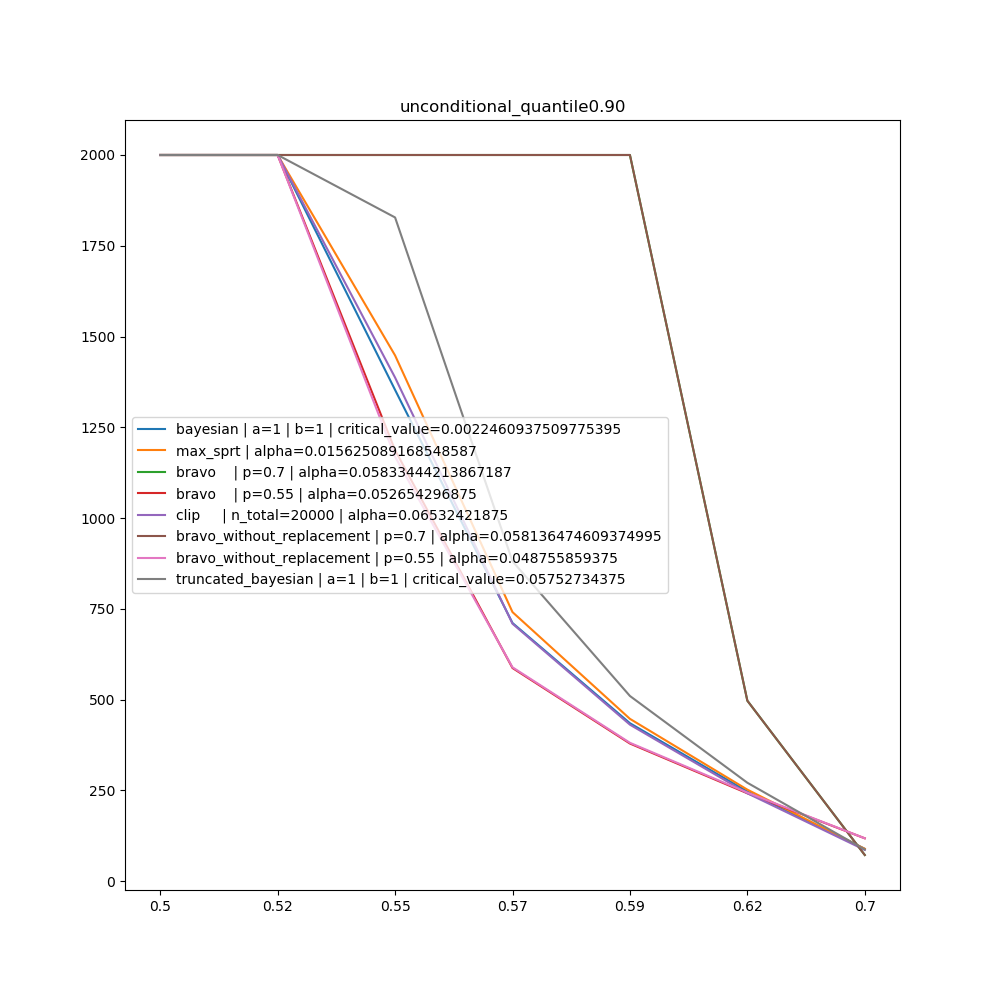 unconditional_quantile0.90
2000
1750
1500
1250
1000
750
500
250
0
bayesian | a=1 | b=1 | critical_value=0.0022460937509775395
max_sprt | alpha=0.015625089168548587
bravo | p=0.7 | alpha=0.05833444213867187
bravo | p=0.55 | alpha=0.052654296875
clip | n_total=20000 | alpha=0.06532421875
bravo_without_replacement | p=0.7 | alpha=0.058136474609374995
bravo_without_replacement | p=0.55 | alpha=0.048755859375
truncated_bayesian | a=1 | b=1 | critical_value=0.05752734375
0.5 0.52 0.55 0.57 0.59 0.62 0.7